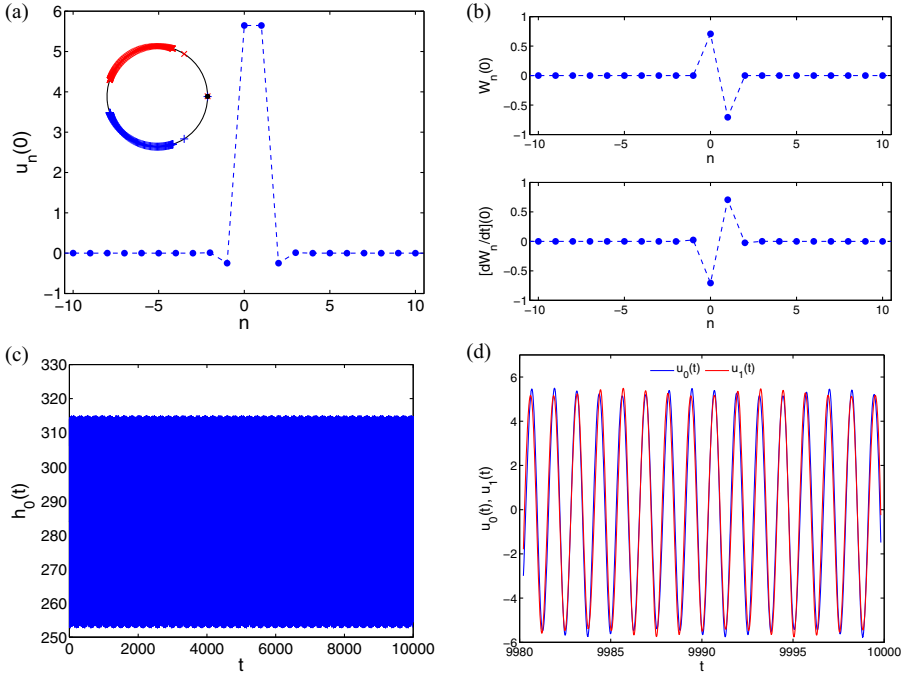 (a)
u_n(0)
6
5
4
3
2
1
0
−1
−10 −5 0 5 10
n
(b)
W_n(0)
1
0.5
0
−0.5
−1
−10 −5 0 5 10
n
[dW_n/dt](0)
1
0.5
0
−0.5
−1
−10 −5 0 5 10
n
(c)
h_0(t)
330
320
310
300
290
280
270
260
250
0 2000 4000 6000 8000 10000
t
(d)
u_0(t) u_1(t)
u_0(t), u_1(t)
6
4
2
0
−2
−4
−6
9980 9985 9990 9995 10000
t